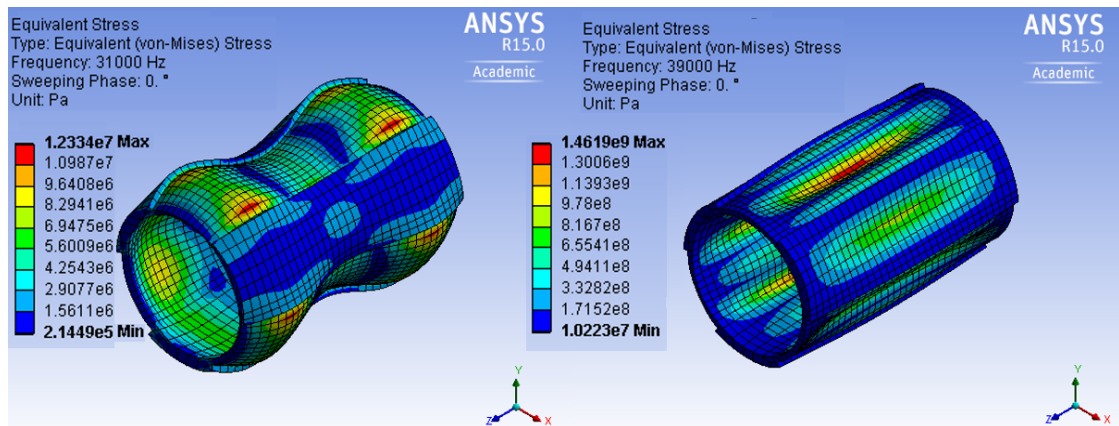 Equivalent Stress
Type: Equivalent (von-Mises) Stress
Frequency: 31000 Hz
Sweeping Phase: 0. °
Unit: Pa
1.2334e7 Max
1.0987e7
9.6408e6
8.2941e6
6.9475e6
5.6009e6
4.2543e6
2.9077e6
1.5611e6
2.1449e5 Min
ANSYS
R15.0
Academic
Y
Z
X
Equivalent Stress
Type: Equivalent (von-Mises) Stress
Frequency: 39000 Hz
Sweeping Phase: 0. °
Unit: Pa
1.4619e9 Max
1.3006e9
1.1393e9
9.78e8
8.167e8
6.5541e8
4.9411e8
3.3282e8
1.7152e8
1.0223e7 Min
ANSYS
R15.0
Academic
Y
Z
X